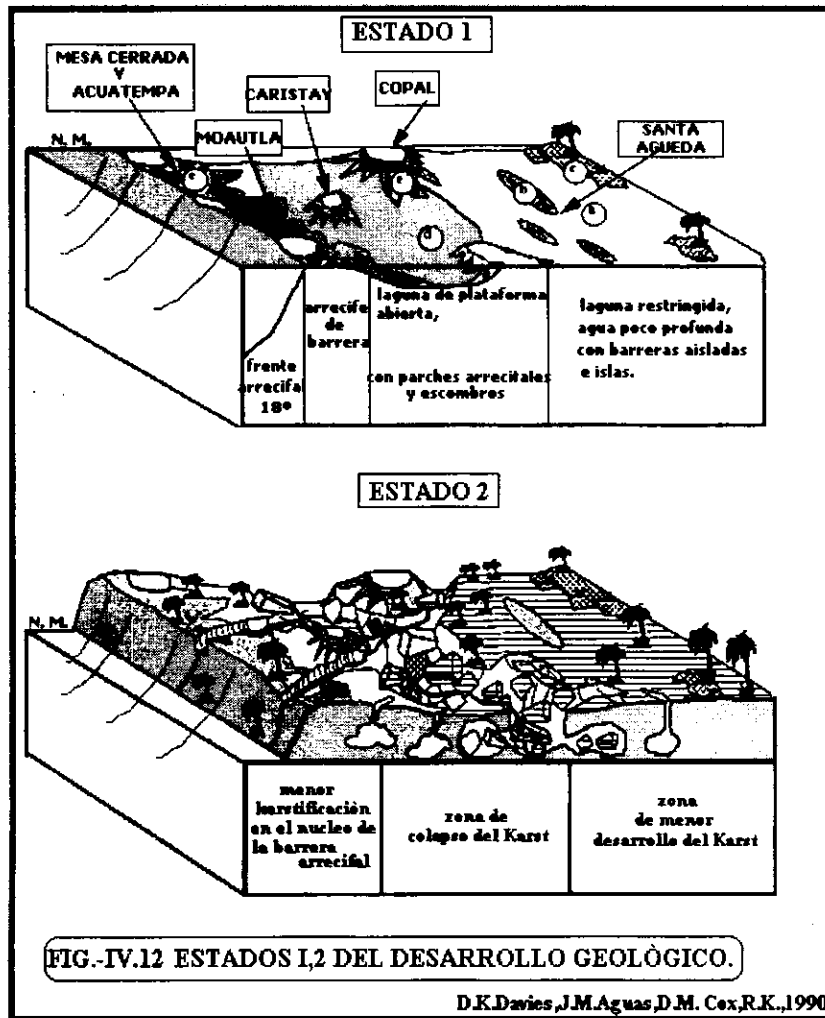 ESTADO 1
MESA CERRADA
Y
ACUATEMPA
CARISTAY
COPAL
MOAUTLA
SANTA
AGUEDA
N. M.
frente
arrecifal
18º
arrecife
de
barrera
laguna de plataforma
abierta,
con parches arrecifales
y escombros
laguna restringida,
agua poco profunda
con barreras aisladas
e islas.
ESTADO 2
N. M.
menor
karstificación
en el nucleo de
la barrera
arrecifal
zona de
colapso del Karst
zona
de menor
desarrollo del Karst
FIG.-IV.12 ESTADOS I,2 DEL DESARROLLO GEOLÒGICO.
D.K.Davies,J.M.Aguas,D.M. Cox,R.K.,1990